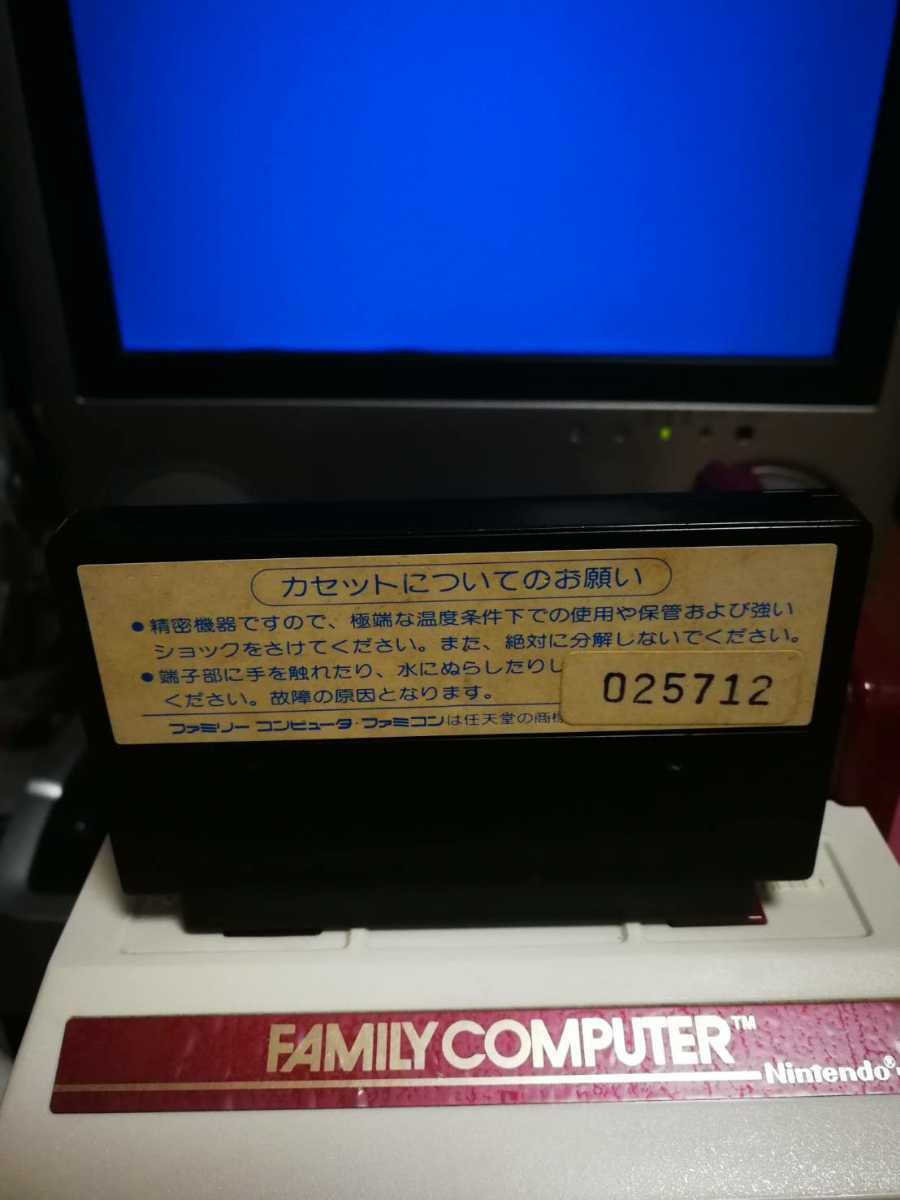 カセットについてのお願い
●精密機器ですので、極端な温度条件下での使用や保管および強い
ショックをさけてください。また、絶対に分解しないでください。
●端子部に手を触れたり、水にぬらしたりし
ください。故障の原因となります。
025712
ファミリー コンピュータ・ファミコンは任天堂の商標
FAMILY COMPUTER™
Nintendo®